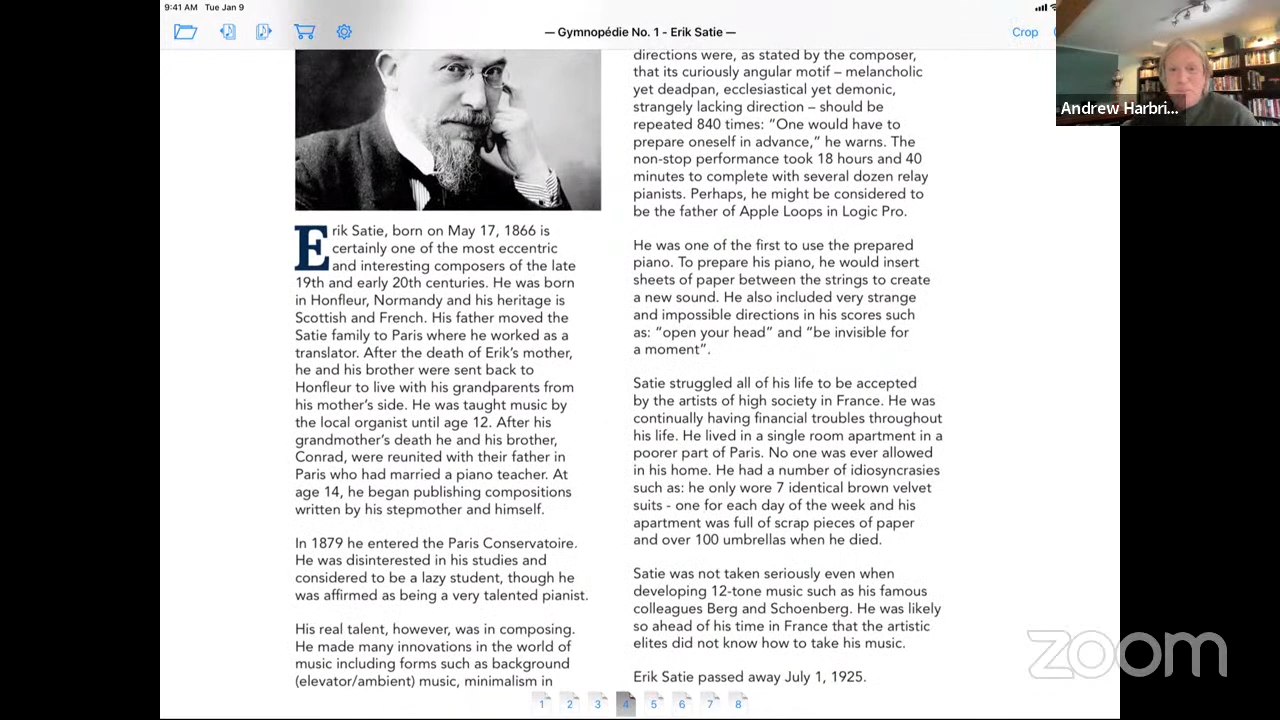 9:41 AM Tue Jan 9
— Gymnopédie No. 1 - Erik Satie —
Crop
Andrew Harbri...
Erik Satie, born on May 17, 1866 is
certainly one of the most eccentric
and interesting composers of the late
19th and early 20th centuries. He was born
in Honfleur, Normandy and his heritage is
Scottish and French. His father moved the
Satie family to Paris where he worked as a
translator. After the death of Erik’s mother,
he and his brother were sent back to
Honfleur to live with his grandparents from
his mother’s side. He was taught music by
the local organist until age 12. After his
grandmother’s death he and his brother,
Conrad, were reunited with their father in
Paris who had married a piano teacher. At
age 14, he began publishing compositions
written by his stepmother and himself.
In 1879 he entered the Paris Conservatoire.
He was disinterested in his studies and
considered to be a lazy student, though he
was affirmed as being a very talented pianist.
His real talent, however, was in composing.
He made many innovations in the world of
music including forms such as background
(elevator/ambient) music, minimalism in
directions were, as stated by the composer,
that its curiously angular motif – melancholic
yet deadpan, ecclesiastical yet demonic,
strangely lacking direction – should be
repeated 840 times: “One would have to
prepare oneself in advance,” he warns. The
non-stop performance took 18 hours and 40
minutes to complete with several dozen relay
pianists. Perhaps, he might be considered to
be the father of Apple Loops in Logic Pro.
He was one of the first to use the prepared
piano. To prepare his piano, he would insert
sheets of paper between the strings to create
a new sound. He also included very strange
and impossible directions in his scores such
as: “open your head” and “be invisible for
a moment”.
Satie struggled all of his life to be accepted
by the artists of high society in France. He was
continually having financial troubles throughout
his life. He lived in a single room apartment in a
poorer part of Paris. No one was ever allowed
in his home. He had a number of idiosyncrasies
such as: he only wore 7 identical brown velvet
suits - one for each day of the week and his
apartment was full of scrap pieces of paper
and over 100 umbrellas when he died.
Satie was not taken seriously even when
developing 12-tone music such as his famous
colleagues Berg and Schoenberg. He was likely
so ahead of his time in France that the artistic
elites did not know how to take his music.
Erik Satie passed away July 1, 1925.
zoom
1 2 3 4 5 6 7 8